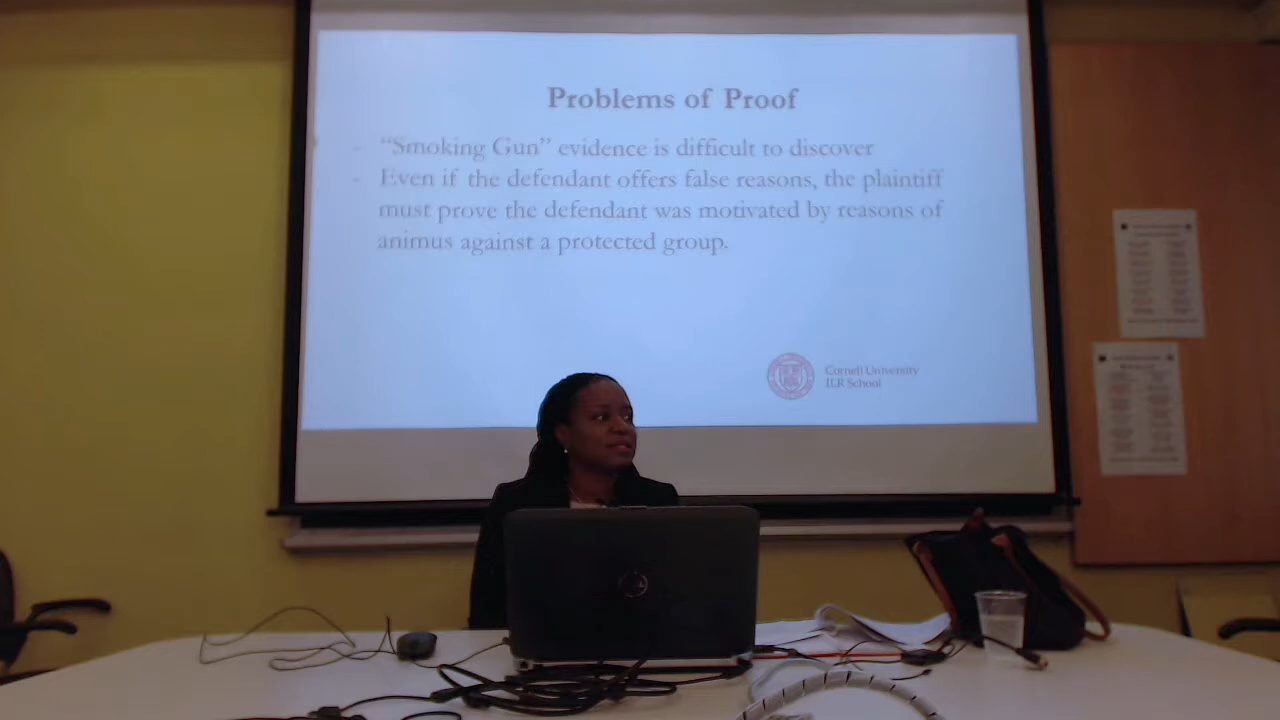 Problems of Proof
- "Smoking Gun" evidence is difficult to discover
- Even if the defendant offers false reasons, the plaintiff
must prove the defendant was motivated by reasons of
animus against a protected group.
Cornell University
ILR School